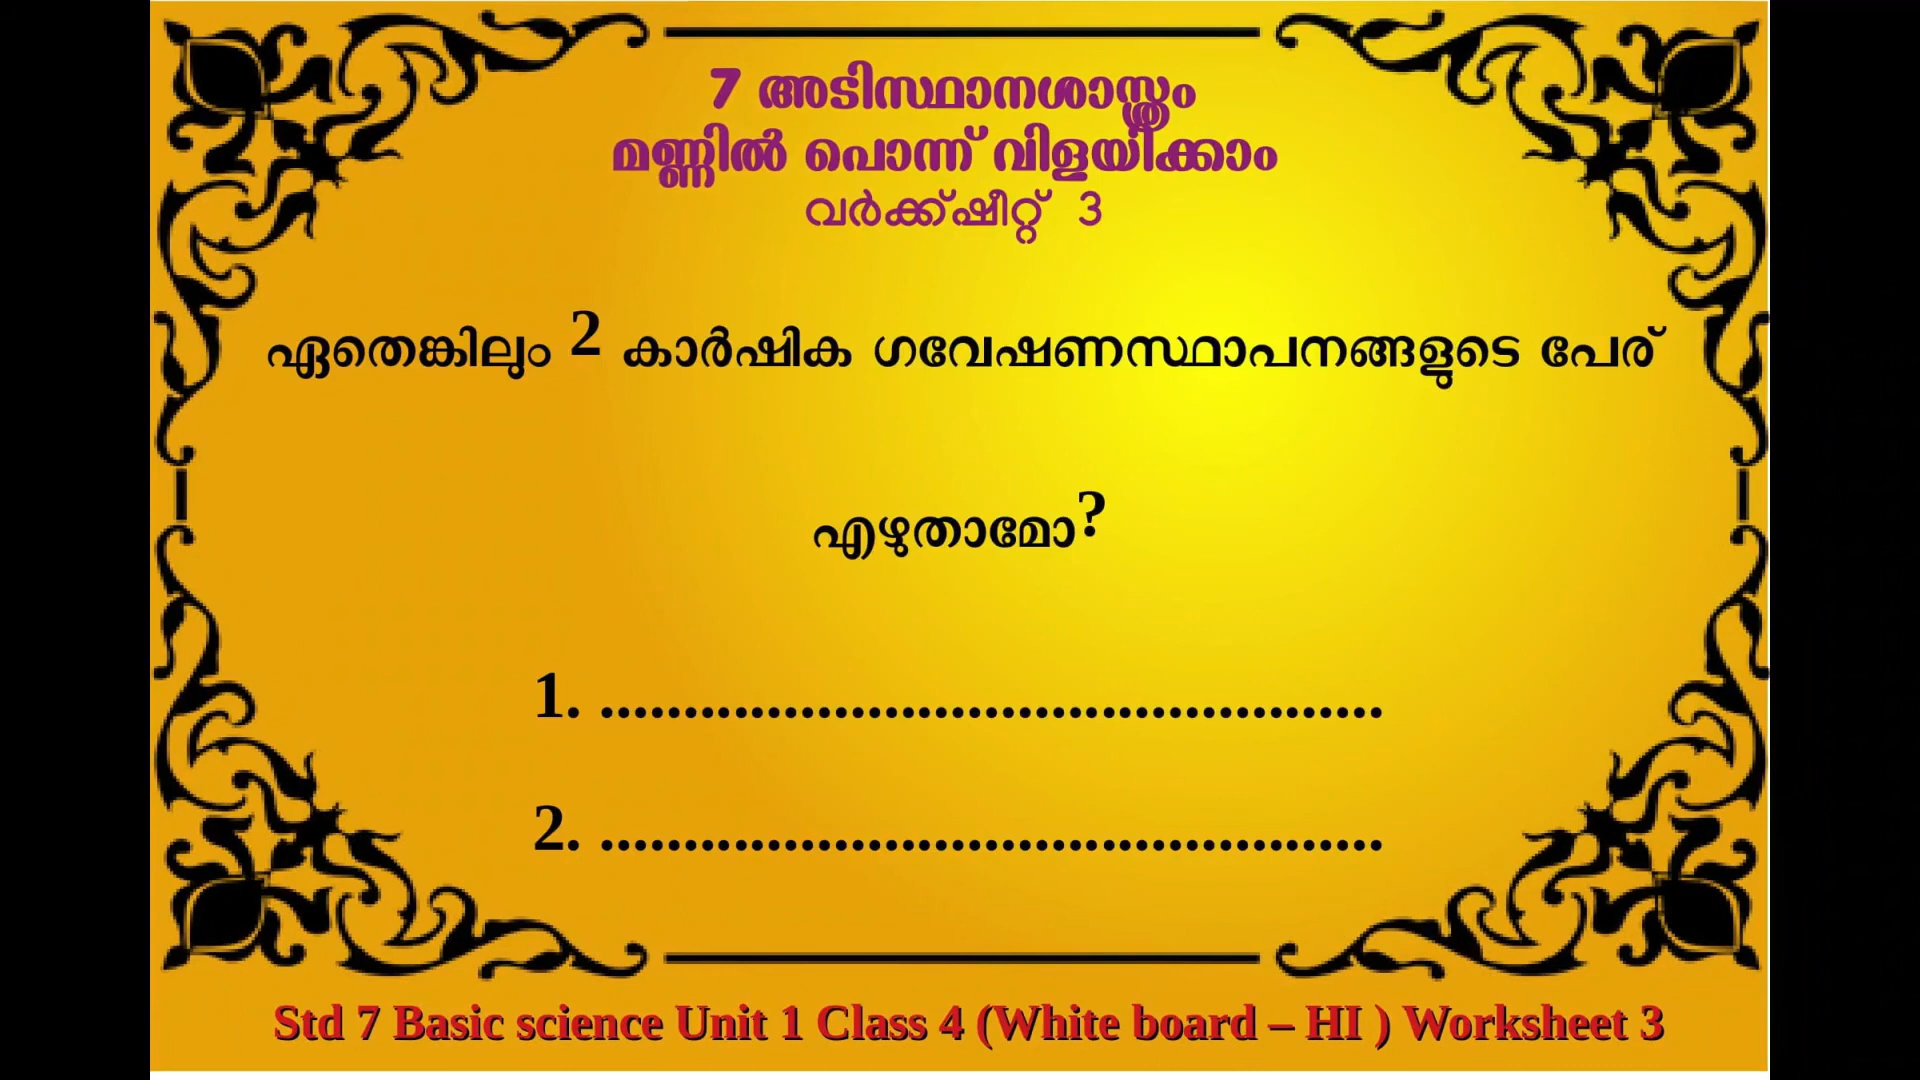 7 അടിസ്ഥാനശാസ്ത്രം
മണ്ണിൽ പൊന്ന് വിളയിക്കാം
വർക്ക്ഷീറ്റ് 3
ഏതെങ്കിലും 2 കാർഷിക ഗവേഷണസ്ഥാപനങ്ങളുടെ പേര്
എഴുതാമോ?
1. ...............................................
2. ...............................................
Std 7 Basic science Unit 1 Class 4 (White board – HI ) Worksheet 3